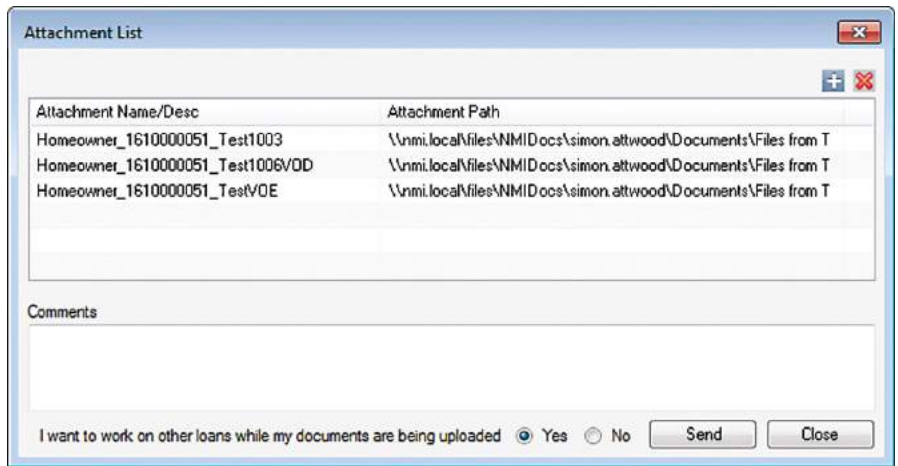 Attachment List
Attachment Name/Desc Attachment Path
Homeowner_1610000051_Test1003 \\nmi.local\files\NMIDocs\simon.attwood\Documents\Files from T
Homeowner_1610000051_Test1006VOD \\nmi.local\files\NMIDocs\simon.attwood\Documents\Files from T
Homeowner_1610000051_TestVOE \\nmi.local\files\NMIDocs\simon.attwood\Documents\Files from T
Comments
I want to work on other loans while my documents are being uploaded Yes No Send Close